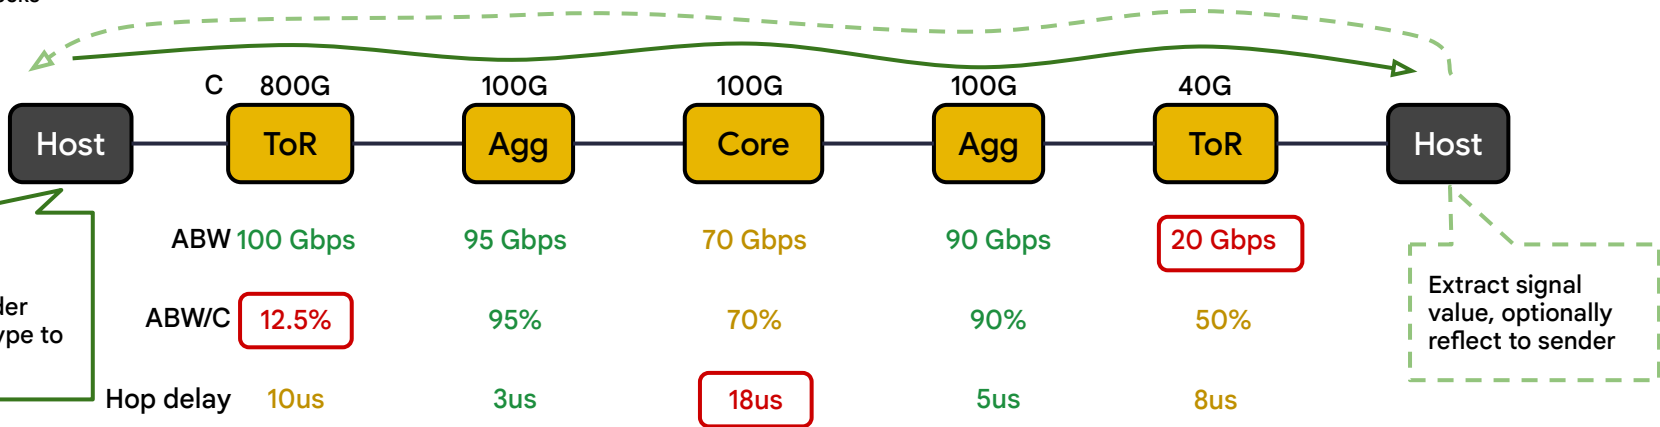 C 800G 100G 100G 100G 40G
Host ToR Agg Core Agg ToR Host
ABW 100 Gbps 95 Gbps 70 Gbps 90 Gbps 20 Gbps
ABW/C 12.5% 95% 70% 90% 50%
Hop delay 10us 3us 18us 5us 8us
to
Extract signal
value, optionally
reflect to sender